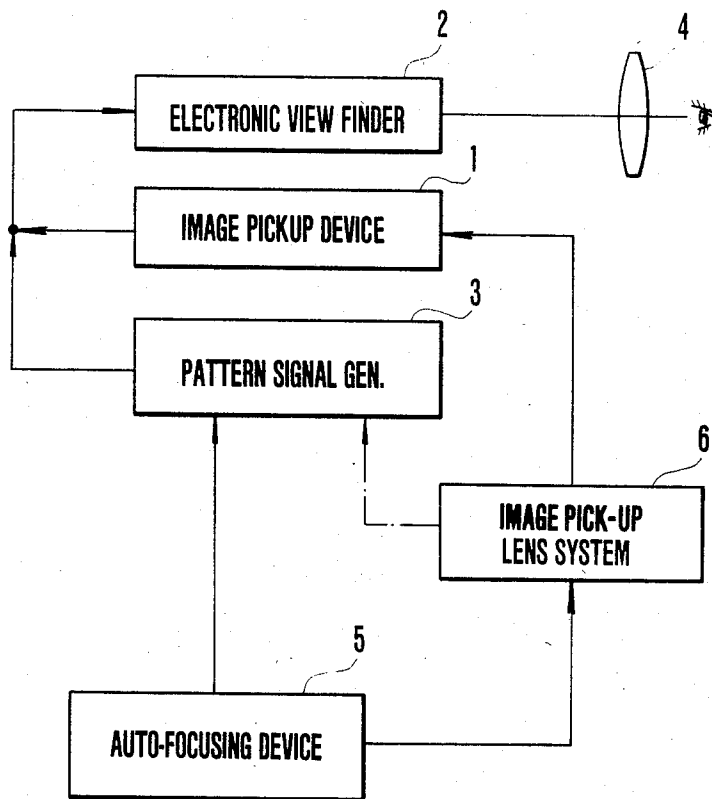 2
4
ELECTRONIC VIEW FINDER
1
IMAGE PICKUP DEVICE
3
PATTERN SIGNAL GEN.
6
IMAGE PICK-UP
LENS SYSTEM
5
AUTO-FOCUSING DEVICE